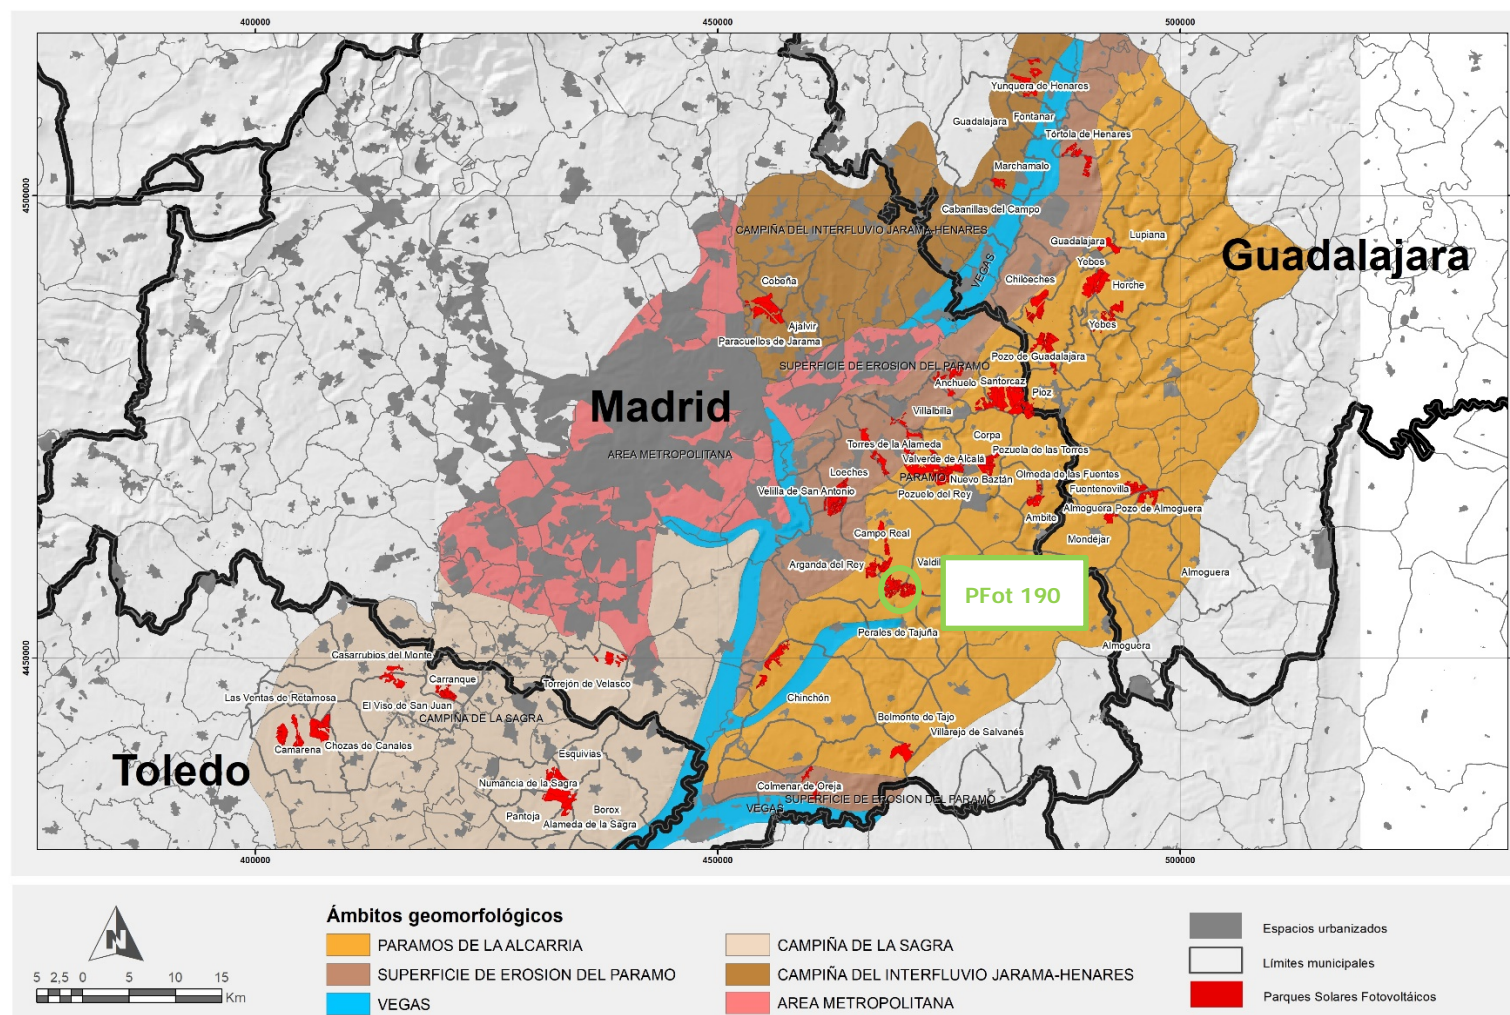 400000
450000
500000
4500000
4450000
Yunquera de Henares
Guadalajara
Fontanar
Tórtola de Henares
Marchamalo
Cabanillas del Campo
CAMPIÑA DEL INTERFLUVIO JARAMA-HENARES
Guadalajara
Lupiana
Guadalajara
VEGAS
Yebes
Chiloeches
Horche
Cobeña
Yebes
Ajalvir
Paracuellos de Jarama
Pozo de Guadalajara
SUPERFICIE DE EROSION DEL PARAMO
Anchuelo
Santorcaz
Pioz
Madrid
Villalbilla
Corpa
Torres de la Alameda
Pezuela de las Torres
AREA METROPOLITANA
Valverde de Alcalá
Loeches
PARAMO
Nuevo Baztán
Olmeda de las Fuentes
Velilla de San Antonio
Pozuelo del Rey
Fuentenovilla
Ambite
Almoguera
Pozo de Almoguera
Campo Real
Mondéjar
Arganda del Rey
Valdil
Almoguera
PFot 190
Perales de Tajuña
Almoguera
Casarrubios del Monte
Carranque
Torrejón de Velasco
Las Ventas de Retamosa
El Viso de San Juan
Chinchón
CAMPIÑA DE LA SAGRA
Belmonte de Tajo
Villarejo de Salvanés
Camarena
Chozas de Canales
Toledo
Esquivias
Numancia de la Sagra
Colmenar de Oreja
SUPERFICIE DE EROSION DEL PARAMO
VEGAS
Borox
Pantoja
Alameda de la Sagra
400000
450000
500000
N
5 2,5 0 5 10 15
Km
Ámbitos geomorfológicos
PARAMOS DE LA ALCARRIA
SUPERFICIE DE EROSION DEL PARAMO
VEGAS
CAMPIÑA DE LA SAGRA
CAMPIÑA DEL INTERFLUVIO JARAMA-HENARES
AREA METROPOLITANA
Espacios urbanizados
Límites municipales
Parques Solares Fotovoltáicos